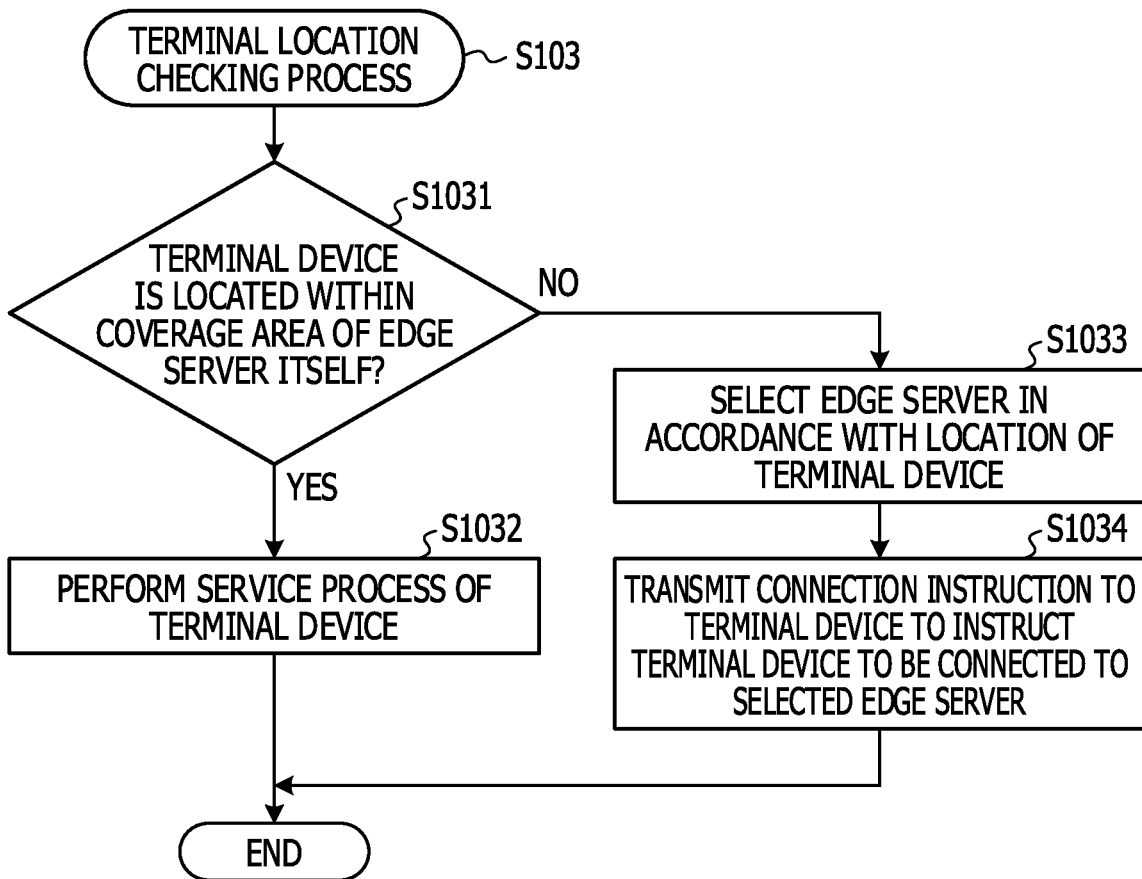 TERMINAL LOCATION
CHECKING PROCESS
S103
S1031
TERMINAL DEVICE
IS LOCATED WITHIN
COVERAGE AREA OF EDGE
SERVER ITSELF?
NO
YES
S1032
PERFORM SERVICE PROCESS OF
TERMINAL DEVICE
S1033
SELECT EDGE SERVER IN
ACCORDANCE WITH LOCATION OF
TERMINAL DEVICE
S1034
TRANSMIT CONNECTION INSTRUCTION TO
TERMINAL DEVICE TO INSTRUCT
TERMINAL DEVICE TO BE CONNECTED TO
SELECTED EDGE SERVER
END